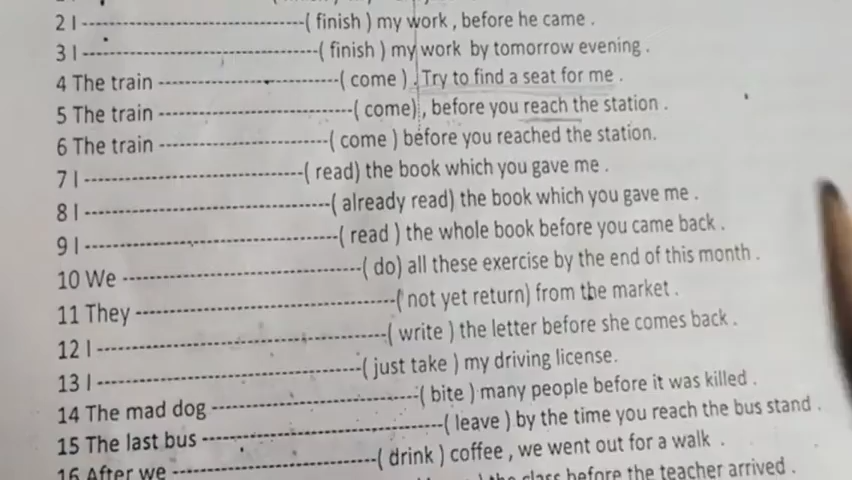 2 I ----------------------------( finish ) my work , before he came .
3 I -----------------------------( finish ) my work by tomorrow evening .
4 The train -----------------------( come ) . Try to find a seat for me .
5 The train -------------------------( come) , before you reach the station .
6 The train ----------------------( come ) before you reached the station.
7 I ----------------------------( read) the book which you gave me .
8 I -------------------------------( already read) the book which you gave me .
9 I --------------------------------( read ) the whole book before you came back .
10 We ------------------------------( do) all these exercise by the end of this month .
11 They ---------------------------------( not yet return) from the market .
12 I ------------------------------------( write ) the letter before she comes back .
13 I ---------------------------------( just take ) my driving license.
14 The mad dog --------------------------( bite ) many people before it was killed .
15 The last bus ------------------------------( leave ) by the time you reach the bus stand .
16 After we --------------------------( drink ) coffee , we went out for a walk .
the class before the teacher arrived .